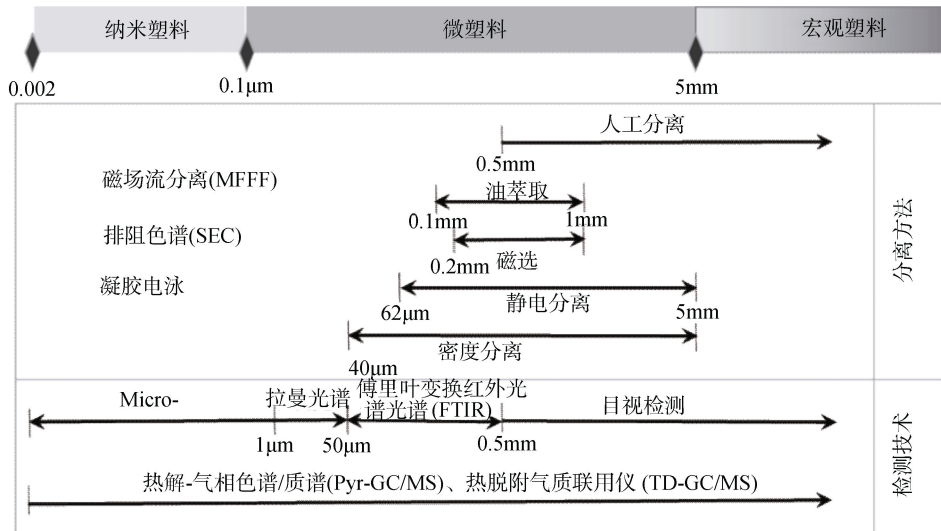 纳米塑料 微塑料 宏观塑料
0.002 0.1μm 5mm
人工分离
0.5mm
磁场流分离(MFFF)
油萃取
0.1mm 1mm
排阻色谱(SEC)
0.2mm 磁选
凝胶电泳
静电分离
62μm 5mm
密度分离
40μm
分离方法
Micro- 拉曼光谱 傅里叶变换红外光 目视检测
谱光谱(FTIR)
1μm 50μm 0.5mm
热解-气相色谱/质谱(Pyr-GC/MS)、热脱附气质联用仪 (TD-GC/MS)
检测技术